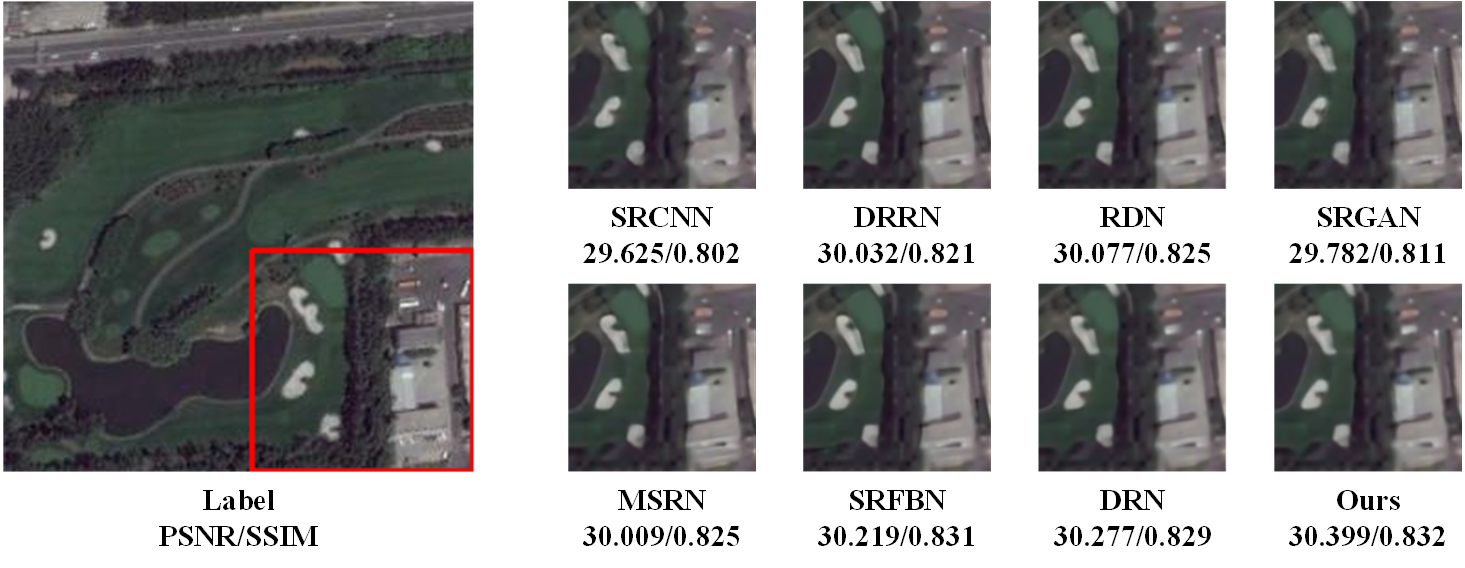 SRCNN
29.625/0.802
DRRN
30.032/0.821
RDN
30.077/0.825
SRGAN
29.782/0.811
Label
PSNR/SSIM
MSRN
30.009/0.825
SRFBN
30.219/0.831
DRN
30.277/0.829
Ours
30.399/0.832